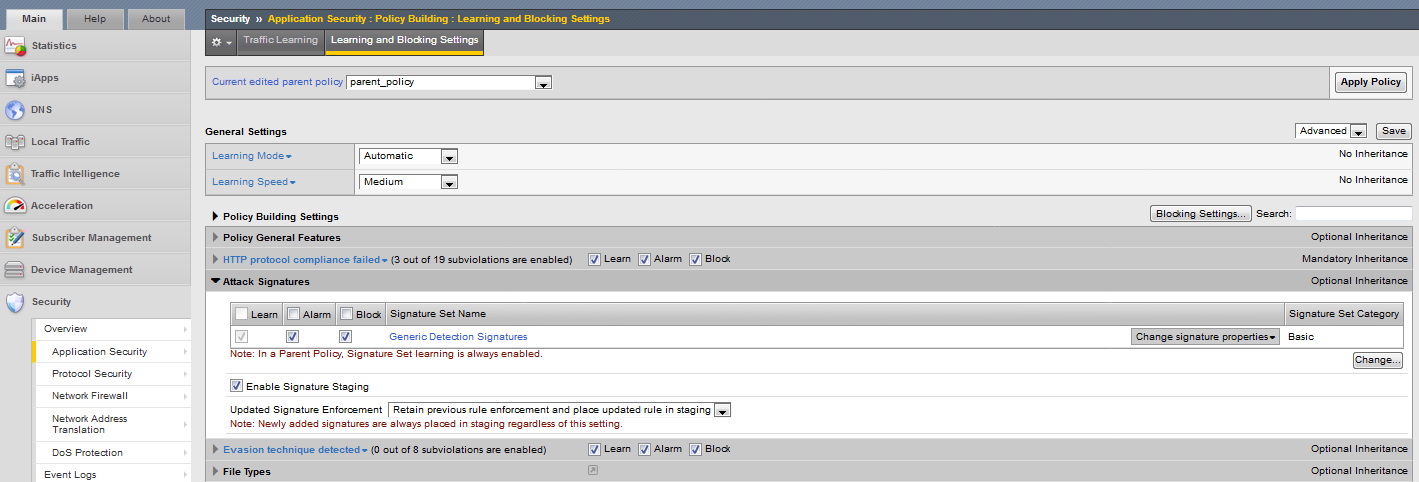 Main Help About
Security » Application Security : Policy Building : Learning and Blocking Settings
Traffic Learning Learning and Blocking Settings
Statistics
iApps
DNS
Local Traffic
Traffic Intelligence
Acceleration
Subscriber Management
Device Management
Security
Overview
Application Security
Protocol Security
Network Firewall
Network Address
Translation
DoS Protection
Event Logs
Current edited parent policy parent_policy Apply Policy
General Settings Advanced Save
Learning Mode Automatic No Inheritance
Learning Speed Medium No Inheritance
Policy Building Settings Blocking Settings... Search:
Policy General Features Optional Inheritance
HTTP protocol compliance failed (3 out of 19 subviolations are enabled) Learn Alarm Block Mandatory Inheritance
Attack Signatures Optional Inheritance
Learn Alarm Block Signature Set Name Signature Set Category
Generic Detection Signatures Change signature properties Basic
Note: In a Parent Policy, Signature Set learning is always enabled.
Change...
Enable Signature Staging
Updated Signature Enforcement Retain previous rule enforcement and place updated rule in staging
Note: Newly added signatures are always placed in staging regardless of this setting.
Evasion technique detected (0 out of 8 subviolations are enabled) Learn Alarm Block Optional Inheritance
File Types Optional Inheritance